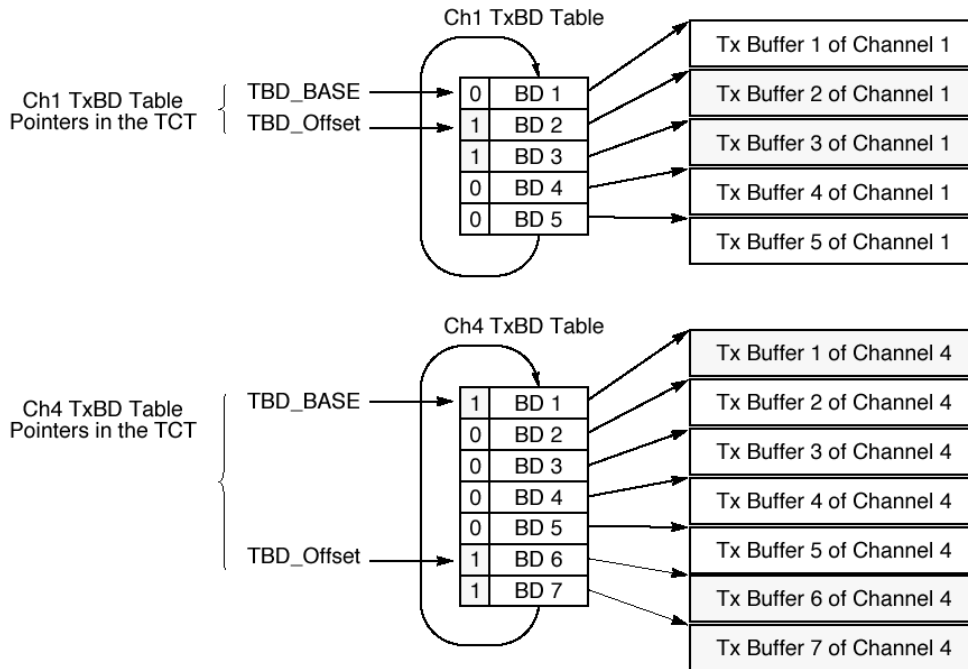 Ch1 TxBD Table
Ch1 TxBD Table
Pointers in the TCT
TBD_BASE
TBD_Offset
0 BD 1
1 BD 2
1 BD 3
0 BD 4
0 BD 5
Tx Buffer 1 of Channel 1
Tx Buffer 2 of Channel 1
Tx Buffer 3 of Channel 1
Tx Buffer 4 of Channel 1
Tx Buffer 5 of Channel 1
Ch4 TxBD Table
Ch4 TxBD Table
Pointers in the TCT
TBD_BASE
TBD_Offset
1 BD 1
0 BD 2
0 BD 3
0 BD 4
0 BD 5
1 BD 6
1 BD 7
Tx Buffer 1 of Channel 4
Tx Buffer 2 of Channel 4
Tx Buffer 3 of Channel 4
Tx Buffer 4 of Channel 4
Tx Buffer 5 of Channel 4
Tx Buffer 6 of Channel 4
Tx Buffer 7 of Channel 4